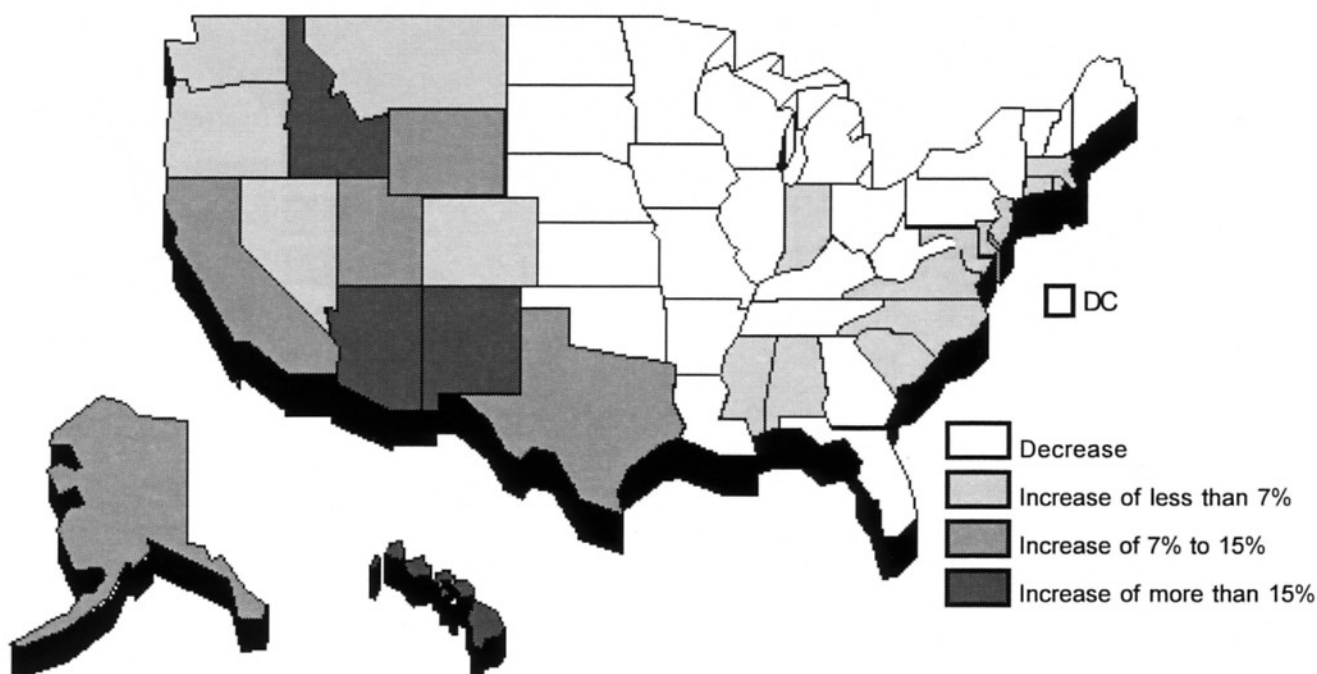 DC
Decrease
Increase of less than 7%
Increase of 7% to 15%
Increase of more than 15%